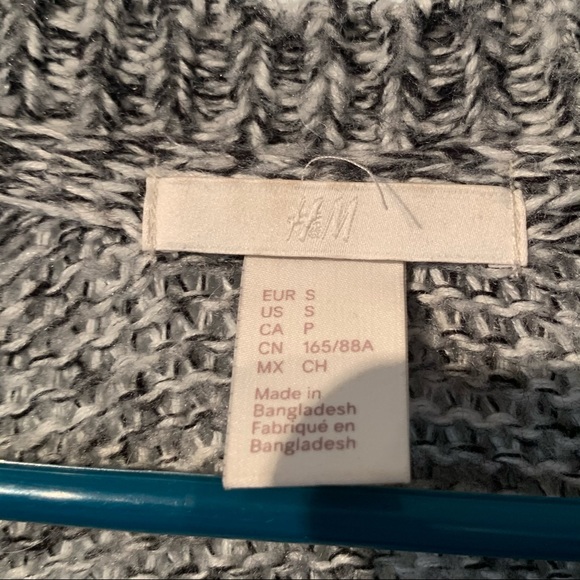 H&M
EUR S
US S
CA P
CN 165/88A
MX CH
Made in
Bangladesh
Fabriqué en
Bangladesh